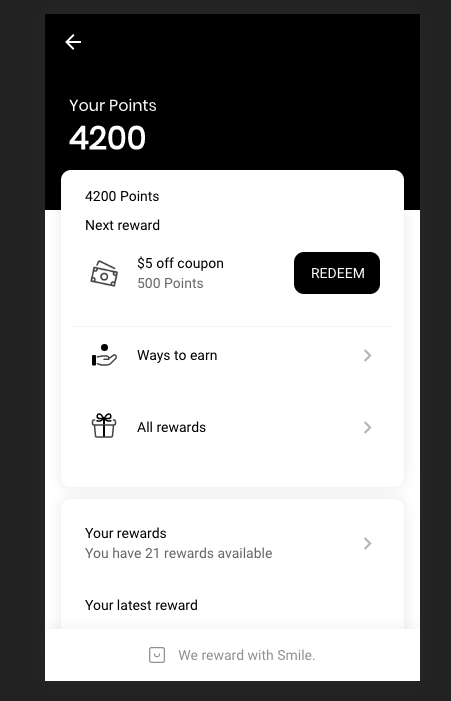 Your Points
4200
4200 Points
Next reward
$5 off coupon
500 Points
REDEEM
Ways to earn
All rewards
Your rewards
You have 21 rewards available
Your latest reward
We reward with Smile.